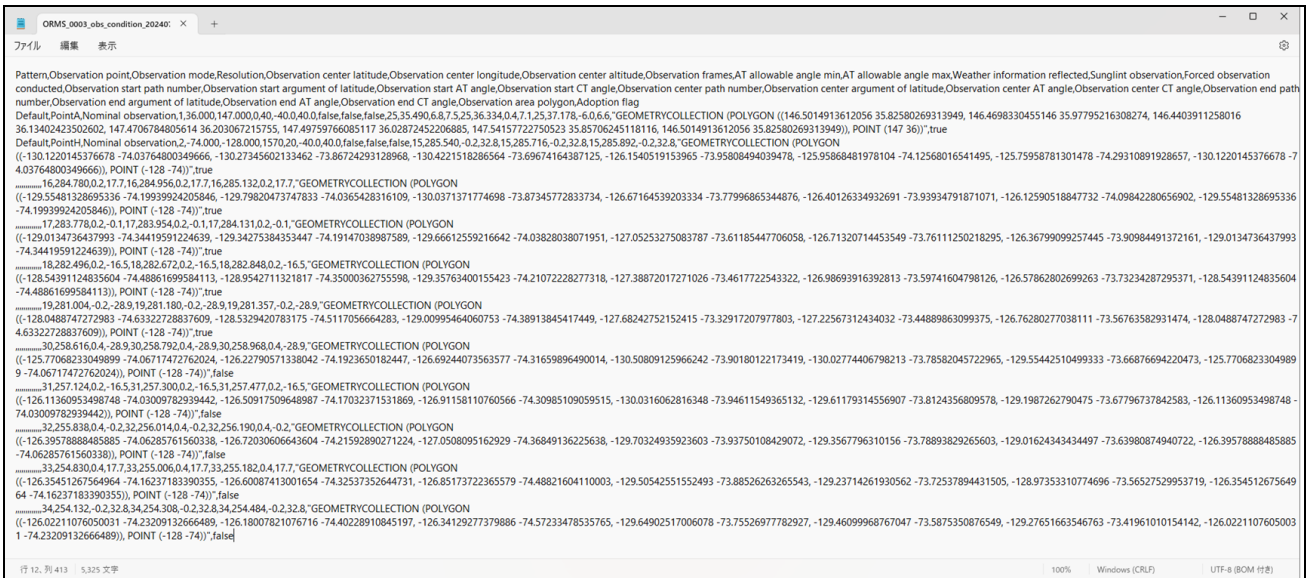 ORMS_0003_obs_condition_20240
ファイル 編集 表示
Pattern,Observation point,Observation mode,Resolution,Observation center latitude,Observation center longitude,Observation center altitude,Observation frames,AT allowable angle min,AT allowable angle max,Weather information reflected,Sunglint observation,Forced observation
conducted,Observation start path number,Observation start argument of latitude,Observation start AT angle,Observation start CT angle,Observation center path number,Observation center argument of latitude,Observation center AT angle,Observation center CT angle,Observation end path
number,Observation end argument of latitude,Observation end AT angle,Observation end CT angle,Observation area polygon,Adoption flag
Default,PointA,Nominal observation,1,36.000,147.000,0,40,-40.0,40.0,false,false,false,25,35.490,6.8,7.5,25,36.334,0.4,7.1,25,37.178,-6.0,6.6,"GEOMETRYCOLLECTION (POLYGON ((146.5014913612056 35.82580269313949, 146.4698330455146 35.97795216308274, 146.4403911258016
36.13402423502602, 147.4706784805614 36.203067215755, 147.49759766085117 36.02872452206885, 147.54157722750523 35.85706245118116, 146.5014913612056 35.82580269313949)), POINT (147 36))",true
Default,PointH,Nominal observation,2,-74.000,-128.000,1570,20,-40.0,40.0,false,false,false,15,285.540,-0.2,32.8,15,285.716,-0.2,32.8,15,285.892,-0.2,32.8,"GEOMETRYCOLLECTION (POLYGON
((-130.1220145376678 -74.03764800349666, -130.27345602133462 -73.86724293128968, -130.4221518286564 -73.69674164387125, -126.1540519153965 -73.95808494039478, -125.95868481978104 -74.12568016541495, -125.75958781301478 -74.29310891928657, -130.1220145376678 -7
4.03764800349666)), POINT (-128 -74))",true
,,,,,,,,,,,,,16,284.780,0.2,17.7,16,284.956,0.2,17.7,16,285.132,0.2,17.7,"GEOMETRYCOLLECTION (POLYGON
((-129.55481328695336 -74.19939924205846, -129.79820473747833 -74.0365428316109, -130.0371371774698 -73.87345772833734, -126.67164539203334 -73.77996865344876, -126.40126334932691 -73.93934791871071, -126.12590518847732 -74.09842280656902, -129.55481328695336
-74.19939924205846)), POINT (-128 -74))",true
,,,,,,,,,,,,,17,283.778,0.2,-0.1,17,283.954,0.2,-0.1,17,284.131,0.2,-0.1,"GEOMETRYCOLLECTION (POLYGON
((-129.0134736437993 -74.34419591224639, -129.34275384353447 -74.19147038987589, -129.66612559216642 -74.03828038071951, -127.05253275083787 -73.61185447706058, -126.71320714453549 -73.76111250218295, -126.36799099257445 -73.90984491372161, -129.0134736437993
-74.34419591224639)), POINT (-128 -74))",true
,,,,,,,,,,,,,18,282.496,0.2,-16.5,18,282.672,0.2,-16.5,18,282.848,0.2,-16.5,"GEOMETRYCOLLECTION (POLYGON
((-128.54391124835604 -74.48861699584113, -128.9542711321817 -74.35000362755598, -129.35763400155423 -74.21072228277318, -127.38872017271026 -73.4617722543322, -126.98693916392813 -73.59741604798126, -126.57862802699263 -73.73234287295371, -128.54391124835604
-74.48861699584113)), POINT (-128 -74))",true
,,,,,,,,,,,,,19,281.004,-0.2,-28.9,19,281.180,-0.2,-28.9,19,281.357,-0.2,-28.9,"GEOMETRYCOLLECTION (POLYGON
((-128.0488747272983 -74.63322728837609, -128.5329420783175 -74.5117056664283, -129.00995464060753 -74.38913845417449, -127.68242752152415 -73.32917207977803, -127.22567312434032 -73.44889863099375, -126.76280277038111 -73.56763582931474, -128.0488747272983 -7
4.63322728837609)), POINT (-128 -74))",true
,,,,,,,,,,,,,30,258.616,0.4,-28.9,30,258.792,0.4,-28.9,30,258.968,0.4,-28.9,"GEOMETRYCOLLECTION (POLYGON
((-125.77068233049899 -74.06717472762024, -126.22790571338042 -74.1923650182447, -126.69244073563577 -74.31659896490014, -130.50809125966242 -73.90180122173419, -130.02774406798213 -73.78582045722965, -129.55442510499333 -73.66876694220473, -125.7706823304989
9 -74.06717472762024)), POINT (-128 -74))",false
,,,,,,,,,,,,,31,257.124,0.2,-16.5,31,257.300,0.2,-16.5,31,257.477,0.2,-16.5,"GEOMETRYCOLLECTION (POLYGON
((-126.11360953498748 -74.03009782939442, -126.50917509648987 -74.17032371531869, -126.91158110760566 -74.30985109059515, -130.0316062816348 -73.94611549365132, -129.61179314556907 -73.8124356809578, -129.1987262790475 -73.67796737842583, -126.11360953498748 -
74.03009782939442)), POINT (-128 -74))",false
,,,,,,,,,,,,,32,255.838,0.4,-0.2,32,256.014,0.4,-0.2,32,256.190,0.4,-0.2,"GEOMETRYCOLLECTION (POLYGON
((-126.39578888485885 -74.06285761560338, -126.72030606643604 -74.21592890271224, -127.0508095162929 -74.36849136225638, -129.70324935923603 -73.93750108429072, -129.3567796310156 -73.78893829265603, -129.01624343434497 -73.63980874940722, -126.39578888485885
-74.06285761560338)), POINT (-128 -74))",false
,,,,,,,,,,,,,33,254.830,0.4,17.7,33,255.006,0.4,17.7,33,255.182,0.4,17.7,"GEOMETRYCOLLECTION (POLYGON
((-126.35451267564964 -74.16237183390355, -126.60087413001654 -74.32537352644731, -126.85173722365579 -74.48821604110003, -129.50542551552493 -73.88526263265543, -129.23714261930562 -73.72537894431505, -128.97353310774696 -73.56527529953719, -126.354512675649
64 -74.16237183390355)), POINT (-128 -74))",false
,,,,,,,,,,,,,34,254.132,-0.2,32.8,34,254.308,-0.2,32.8,34,254.484,-0.2,32.8,"GEOMETRYCOLLECTION (POLYGON
((-126.02211076050031 -74.23209132666489, -126.18007821076716 -74.40228910845197, -126.34129277379886 -74.57233478535765, -129.64902517006078 -73.75526977782927, -129.46099968767047 -73.5875350876549, -129.27651663546763 -73.41961010154142, -126.0221107605003
1 -74.23209132666489)), POINT (-128 -74))",false
行 12、列 413 5,325 文字 100% Windows (CRLF) UTF-8 (BOM 付き)